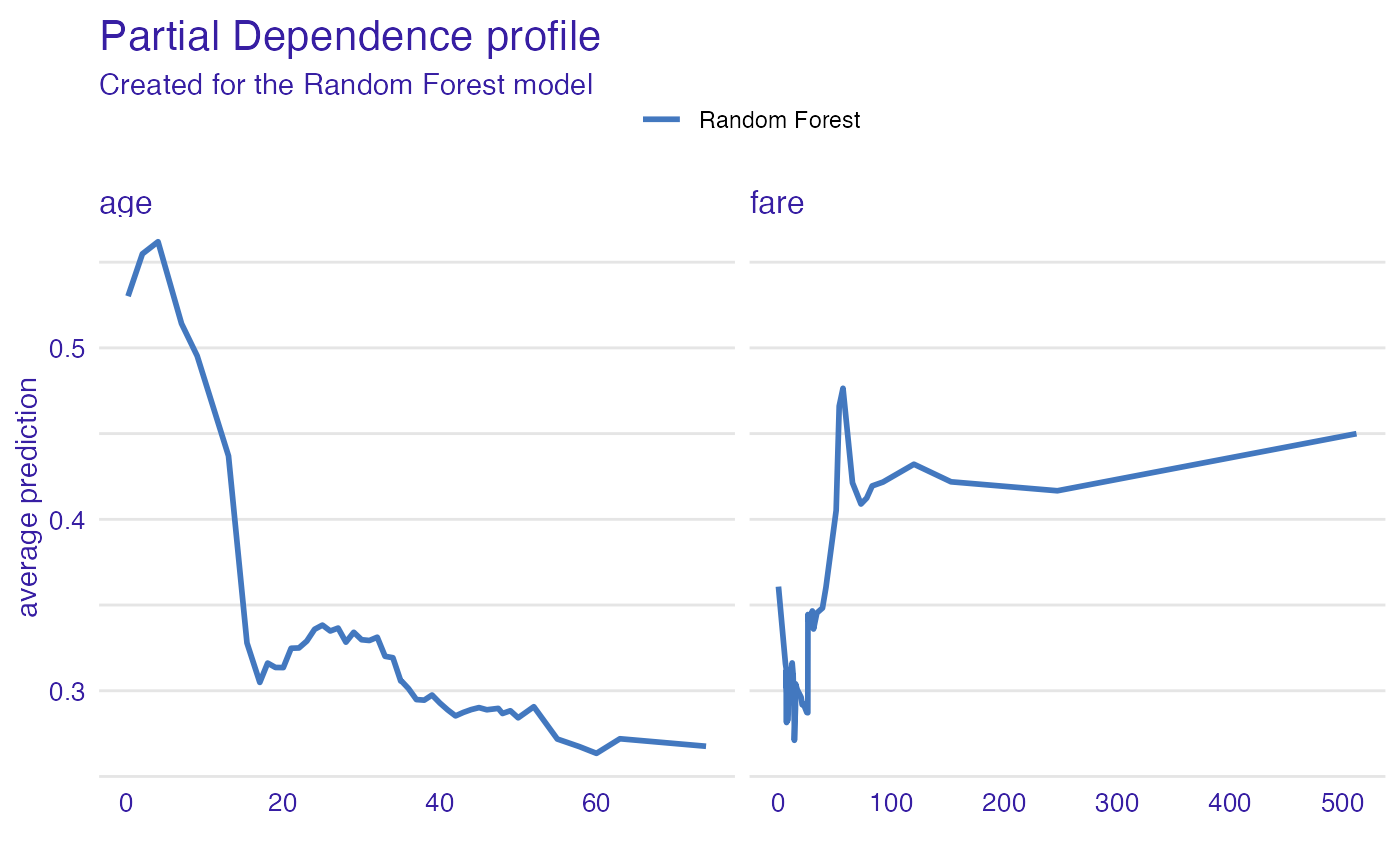 Partial Dependence profile
Created for the Random Forest model
Random Forest
age
fare
average prediction
0.5
0.4
0.3
0 20 40 60
0 100 200 300 400 500